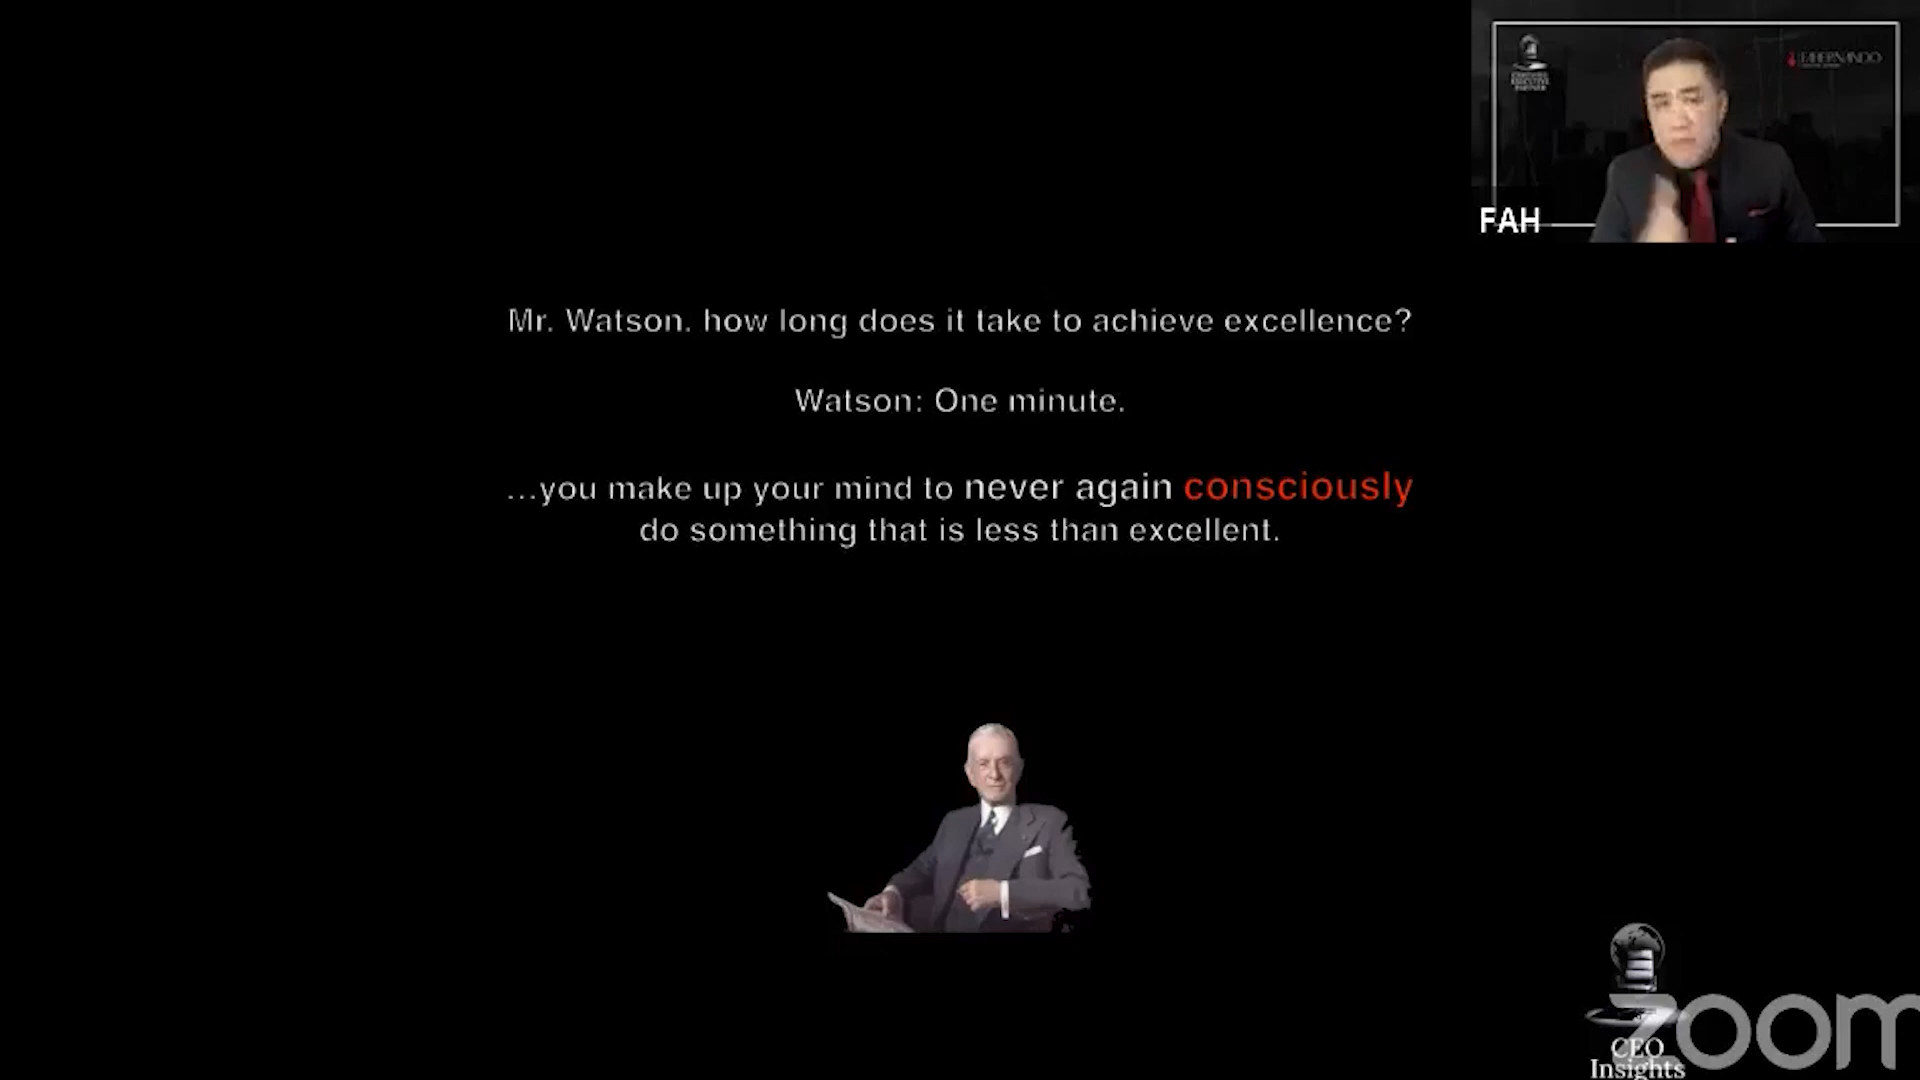 FAHERNANDO
FAH
Mr. Watson. how long does it take to achieve excellence?
Watson: One minute.
...you make up your mind to never again consciously
do something that is less than excellent.
zoom
CEO
Insights